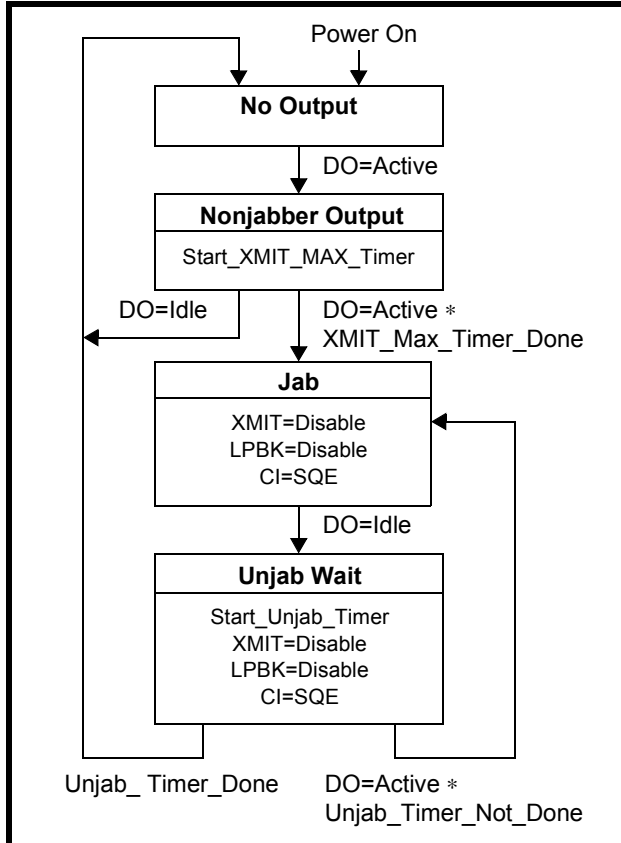 Power On
No Output
DO=Active
Nonjabber Output
Start_XMIT_MAX_Timer
DO=Idle
DO=Active *
XMIT_Max_Timer_Done
Jab
XMIT=Disable
LPBK=Disable
CI=SQE
DO=Idle
Unjab Wait
Start_Unjab_Timer
XMIT=Disable
LPBK=Disable
CI=SQE
Unjab_ Timer_Done
DO=Active *
Unjab_Timer_Not_Done